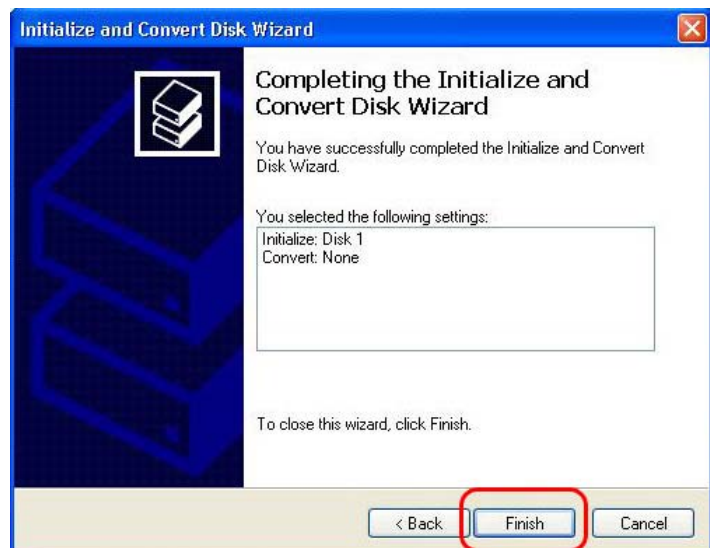 Initialize and Convert Disk Wizard
Completing the Initialize and
Convert Disk Wizard
You have successfully completed the Initialize and Convert
Disk Wizard.
You selected the following settings:
Initialize: Disk 1
Convert: None
To close this wizard, click Finish.
< Back Finish Cancel